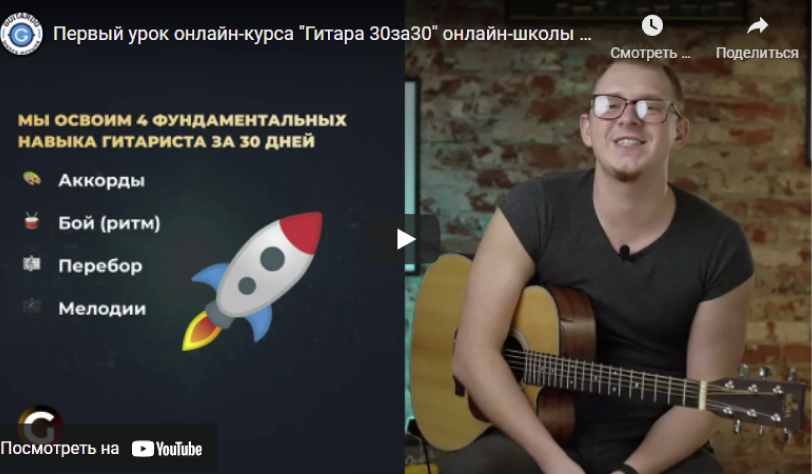 Первый урок онлайн-курса "Гитара 30за30" онлайн-школы ...
Смотреть ...
Поделиться
МЫ ОСВОИМ 4 ФУНДАМЕНТАЛЬНЫХ
НАВЫКА ГИТАРИСТА ЗА 30 ДНЕЙ
Аккорды
Бой (ритм)
Перебор
Мелодии
G
Посмотреть на YouTube